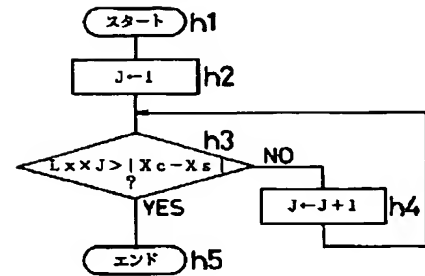 スタート h1
J←1 h2
h3
Lx×J>|Xc-Xs|
?
NO
YES
J←J+1 h4
エンド h5